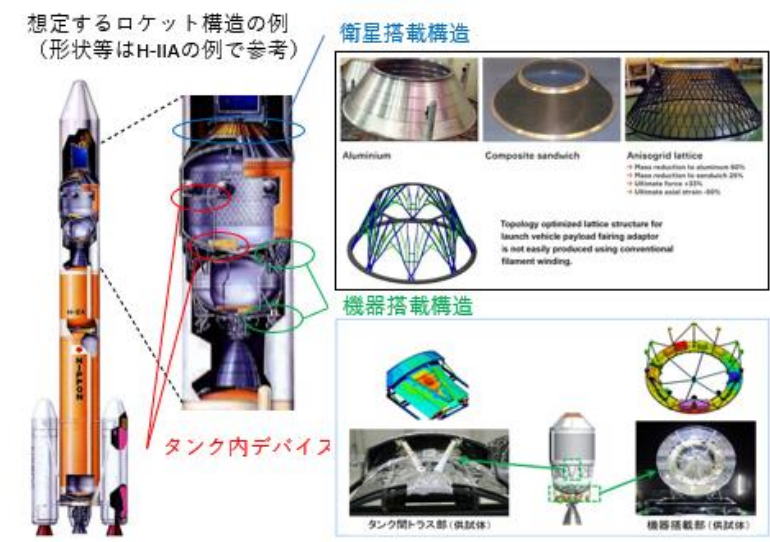 想定するロケット構造の例
（形状等はH-IIAの例で参考）
衛星搭載構造
Aluminium
Composite sandwich
Anisogrid lattice
→ Mass reduction to aluminum 60%
→ Mass reduction to sandwich 25%
→ Ultimate force +33%
→ Ultimate axial strain -50%
Topology optimized lattice structure for
launch vehicle payload fairing adaptor
is not easily produced using conventional
filament winding.
機器搭載構造
H-IIA
NIPPON
タンク内デバイス
タンク間トラス部（供試体）
機器搭載部（供試体）